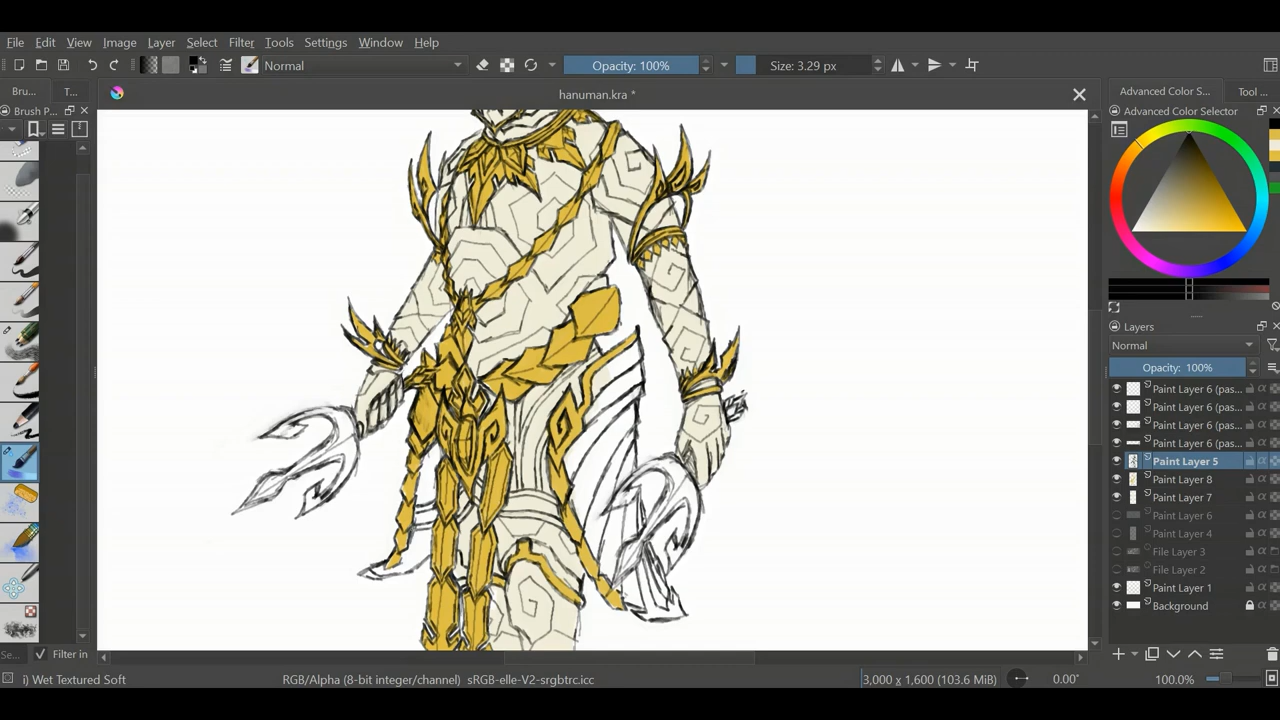 File Edit View Image Layer Select Filter Tools Settings Window Help
Normal Opacity: 100% Size: 3.29 px
Bru... T... hanuman.kra * Advanced Color S... Tool ...
Brush P... Advanced Color Selector
Layers
Normal
Opacity: 100%
Paint Layer 6 (pas...
Paint Layer 6 (pas...
Paint Layer 6 (pas...
Paint Layer 6 (pas...
Paint Layer 5
Paint Layer 8
Paint Layer 7
Paint Layer 6
Paint Layer 4
File Layer 3
File Layer 2
Paint Layer 1
Background
Se... Filter in
i) Wet Textured Soft RGB/Alpha (8-bit integer/channel) sRGB-elle-V2-srgbtrc.icc 3,000 x 1,600 (103.6 MiB) 0.00° 100.0%